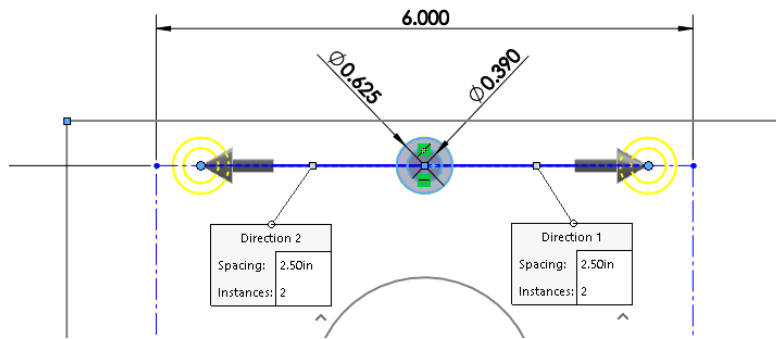 6.000
Ø0.625
Ø0.390
Direction 2
Spacing: 2.50in
Instances: 2
Direction 1
Spacing: 2.50in
Instances: 2